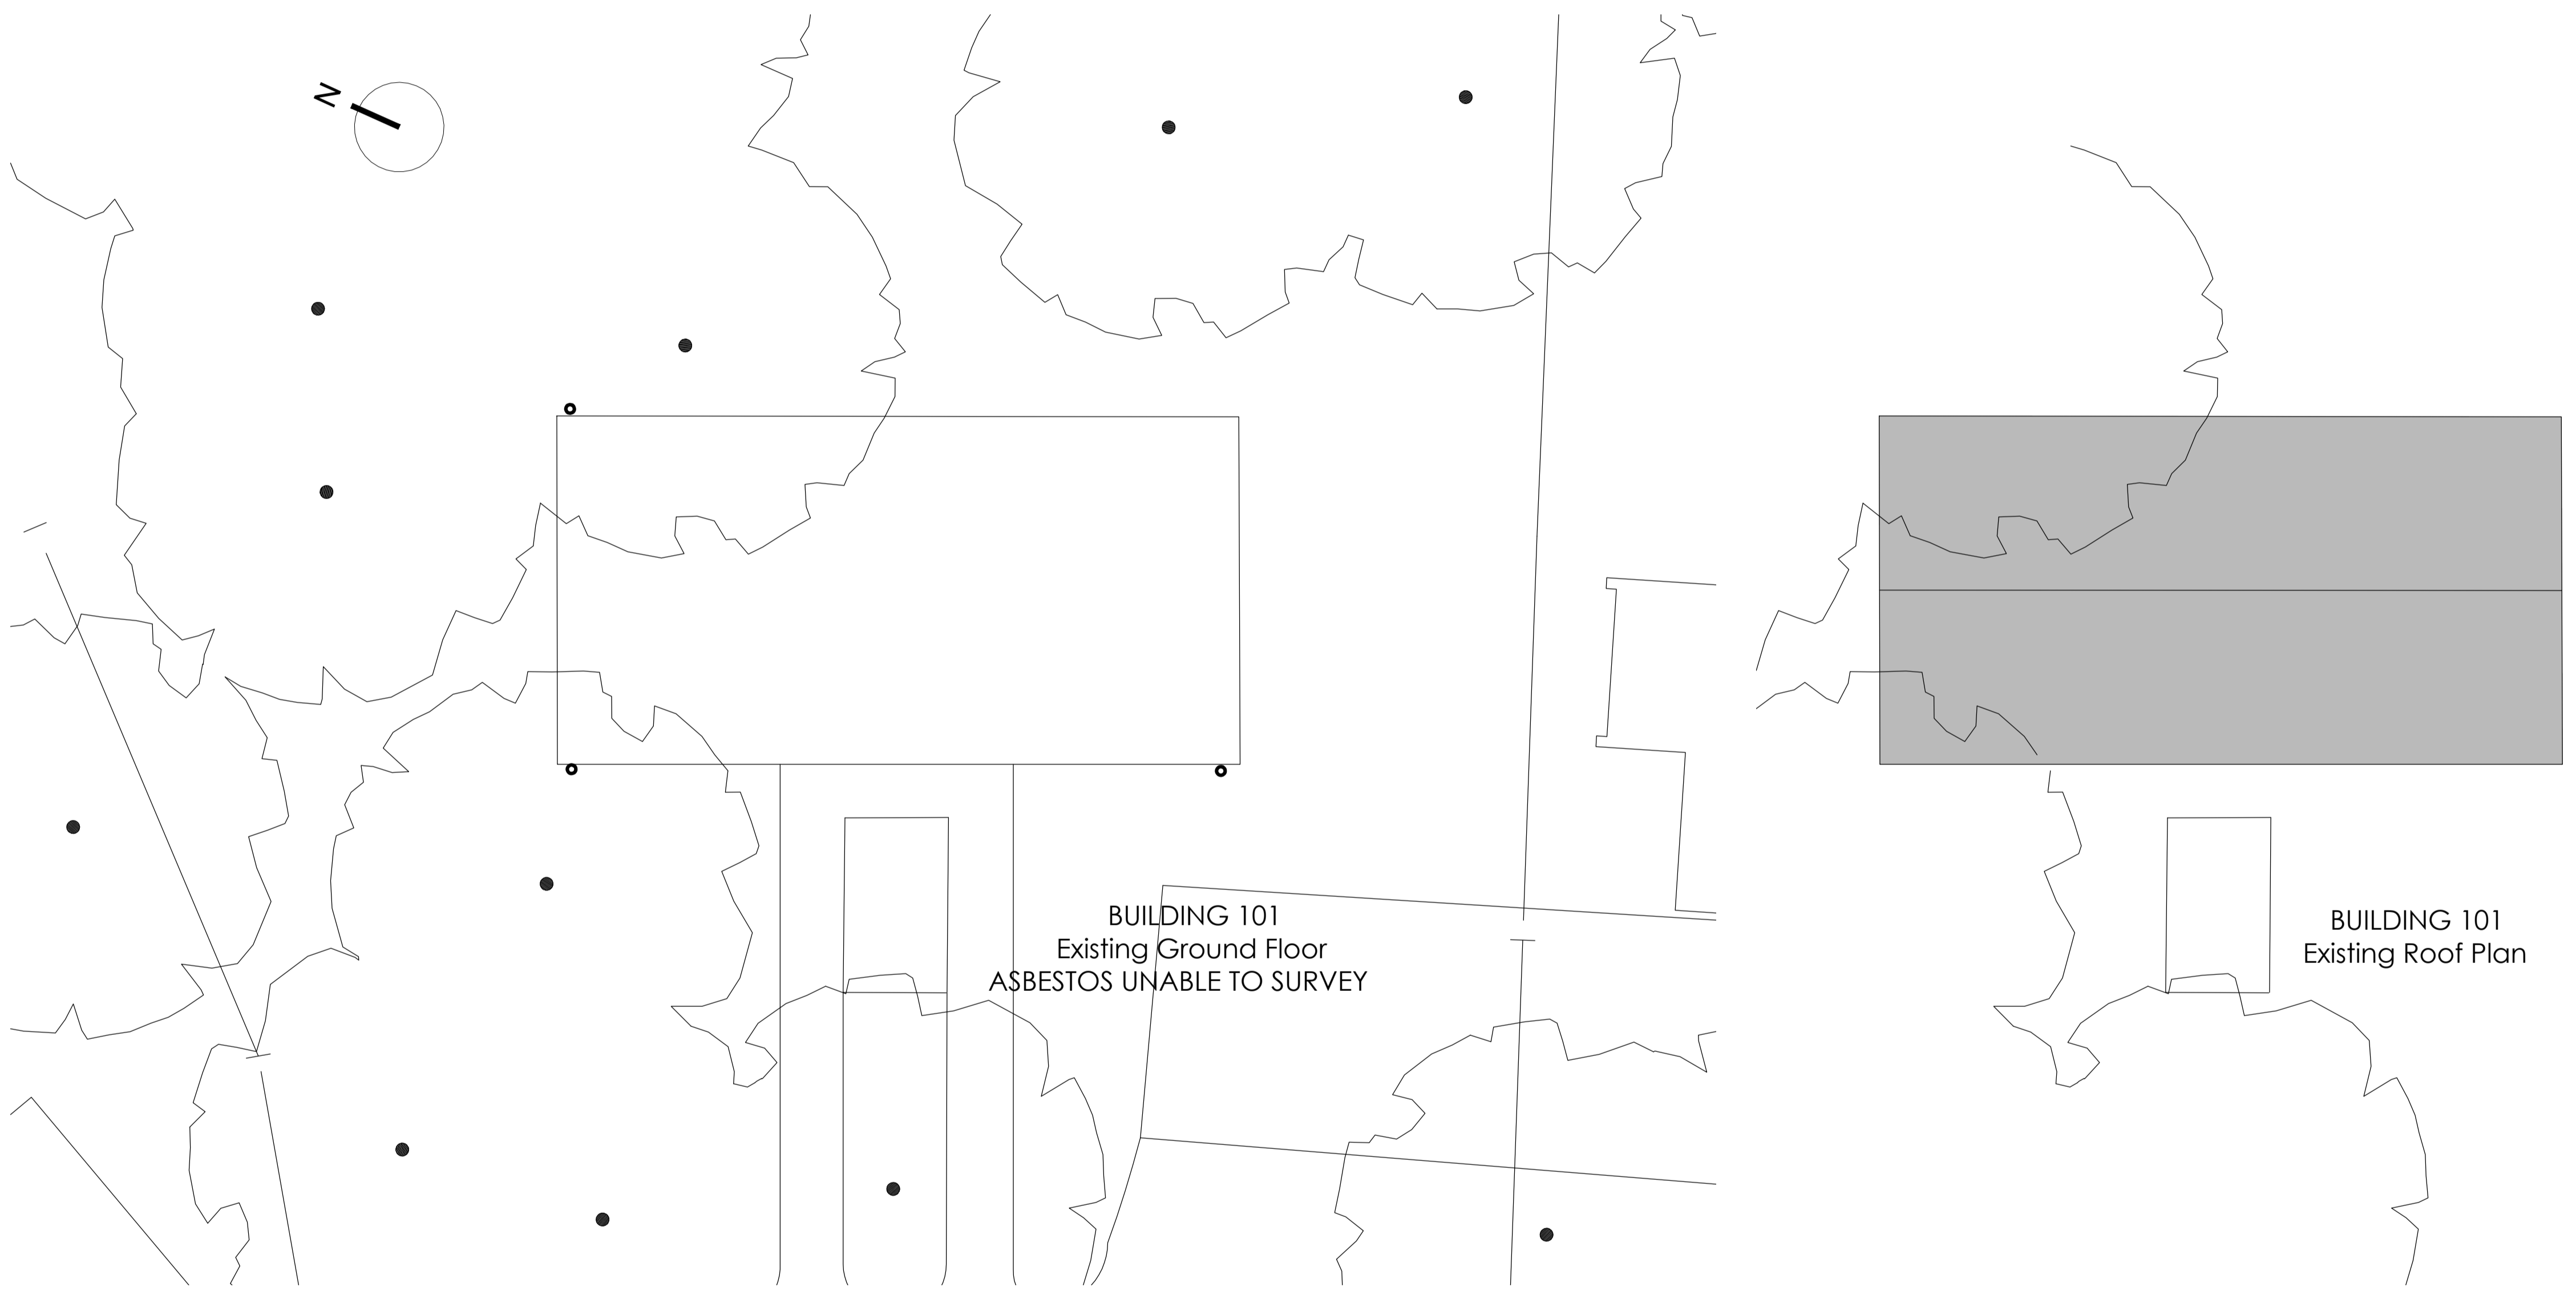 N
BUILDING 101
Existing Ground Floor
ASBESTOS UNABLE TO SURVEY
BUILDING 101
Existing Roof Plan